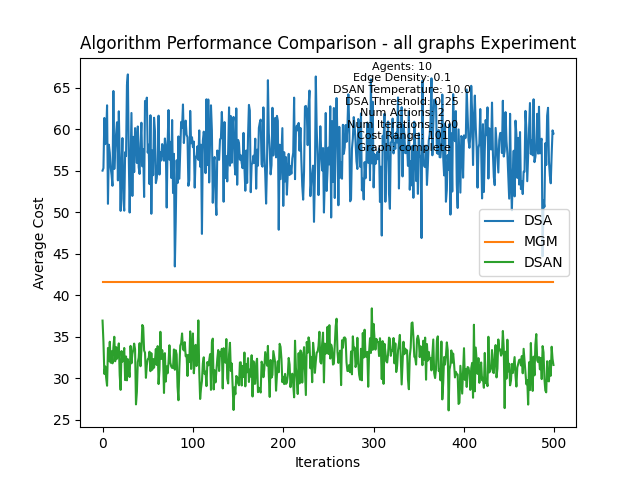 Algorithm Performance Comparison - all graphs Experiment
Agents: 10
Edge Density: 0.1
DSAN Temperature: 10.0
DSA Threshold: 0.25
Num Actions: 2
Num Iterations: 500
Cost Range: 101
Graph: complete
65
60
55
50
45
40
35
30
25
Average Cost
DSA
MGM
DSAN
0
100
200
300
400
500
Iterations